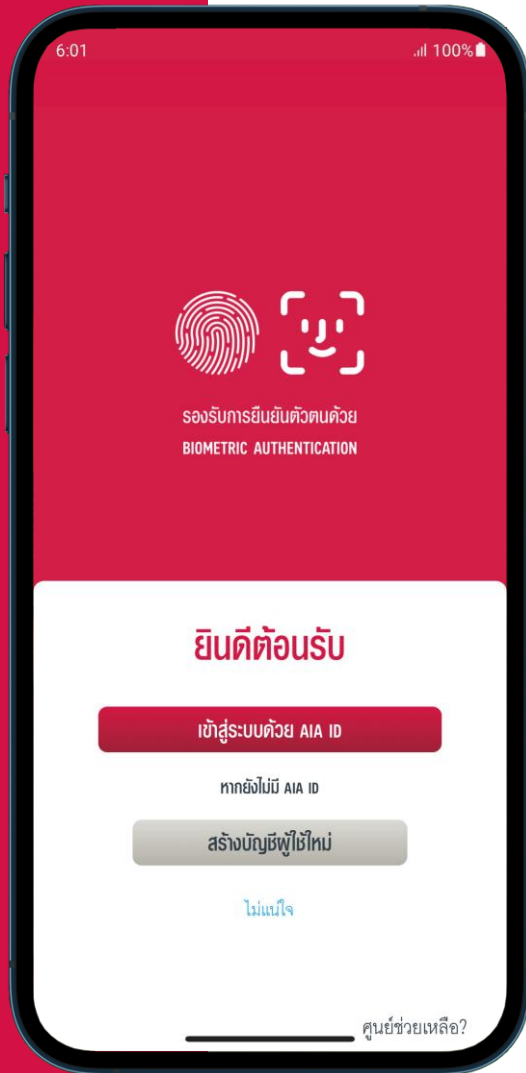 6:01
100%
รองรับการยืนยันตัวตนด้วย
BIOMETRIC AUTHENTICATION
ยินดีต้อนรับ
เข้าสู่ระบบด้วย AIA ID
หากยังไม่มี AIA ID
สร้างบัญชีผู้ใช้ใหม่
ไม่แน่ใจ
ศูนย์ช่วยเหลือ?